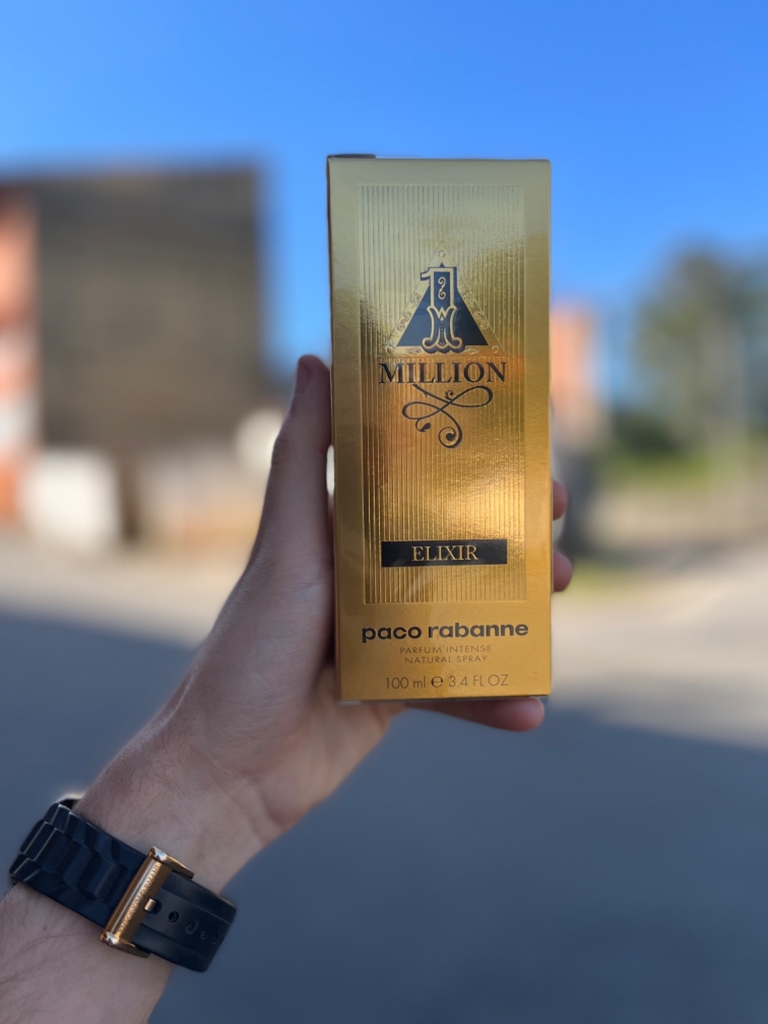 1
MILLION
ELIXIR
paco rabanne
PARFUM INTENSE
NATURAL SPRAY
100 ml ℮ 3.4 FL OZ